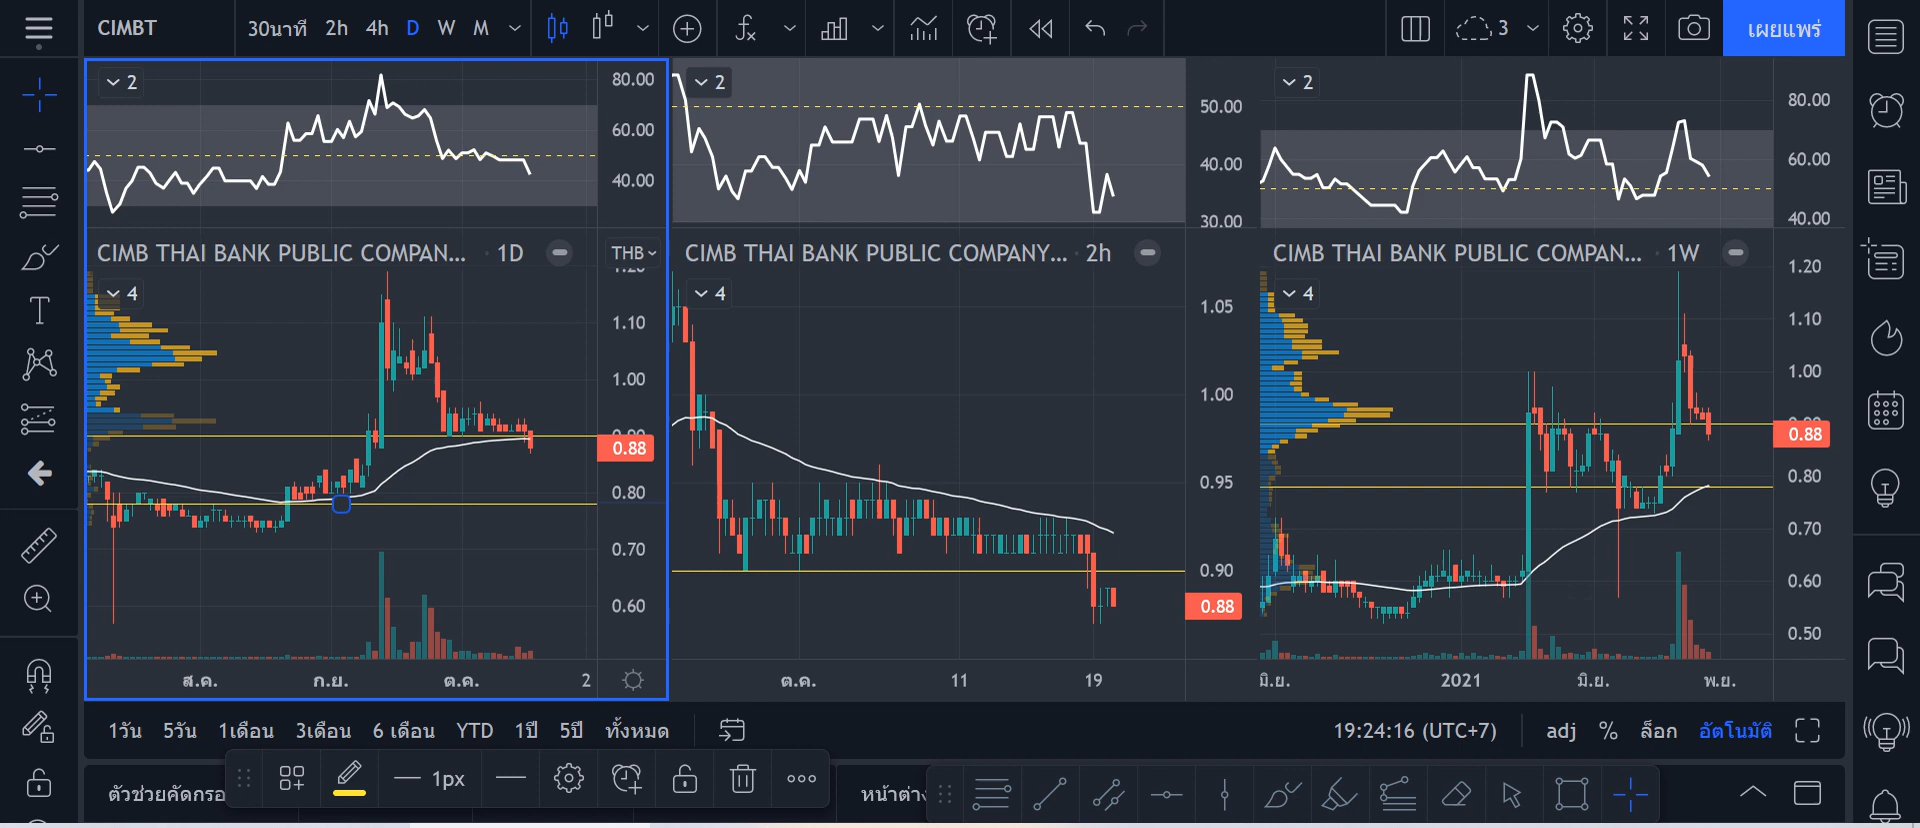 CIMBT 30นาที 2h 4h D W M 3 เผยแพร่
2 80.00 60.00 40.00
2 50.00 40.00 30.00
2 80.00 60.00 40.00
CIMB THAI BANK PUBLIC COMPAN... · 1D THB
4
1.10
1.00
0.88
0.80
0.70
0.60
ส.ค. ก.ย. ต.ค. 2
CIMB THAI BANK PUBLIC COMPANY... · 2h
4
1.05
1.00
0.95
0.90
0.88
ต.ค. 11 19
CIMB THAI BANK PUBLIC COMPAN... · 1W
4
1.20
1.10
1.00
0.88
0.80
0.70
0.60
0.50
มิ.ย. 2021 มิ.ย. พ.ย.
1วัน 5วัน 1เดือน 3เดือน 6 เดือน YTD 1ปี 5ปี ทั้งหมด 19:24:16 (UTC+7) adj % ล็อก อัตโนมัติ
1px
ตัวช่วยคัดกรอ หน้าต่าง